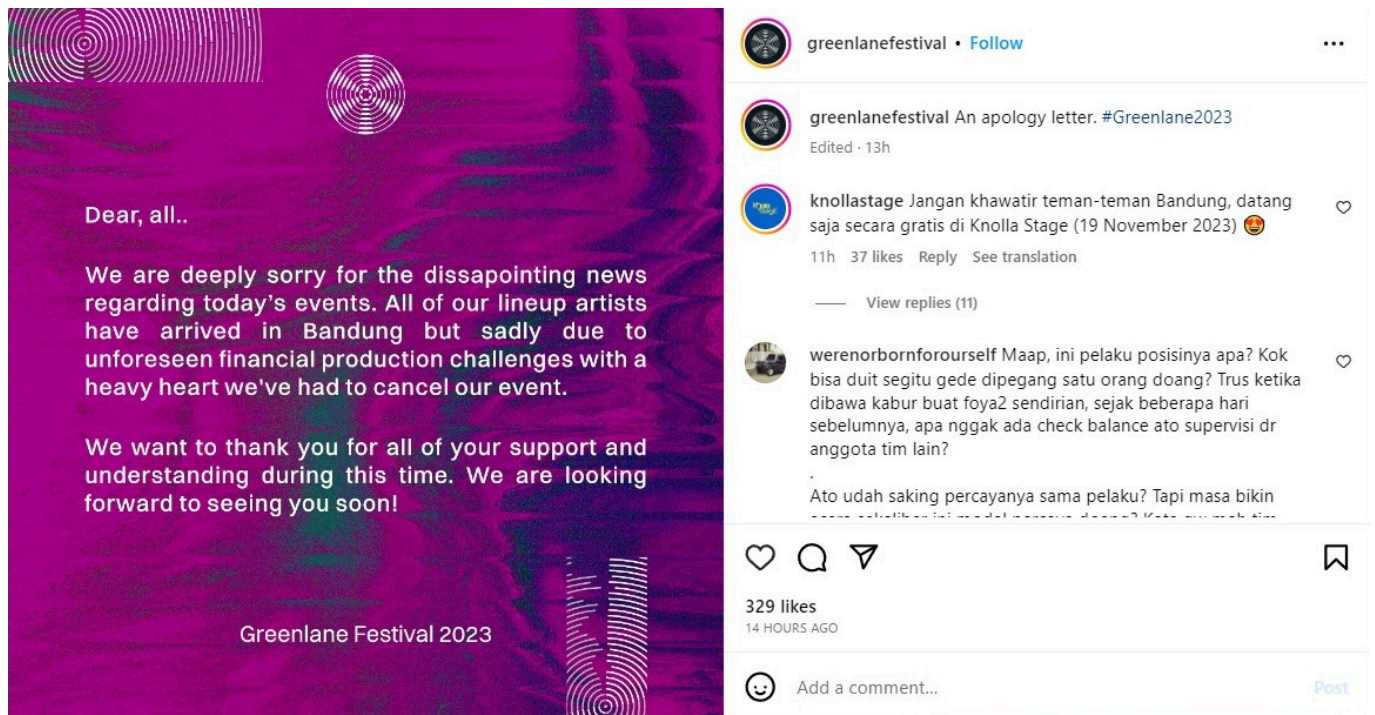 Dear, all..
We are deeply sorry for the dissapointing news
regarding today's events. All of our lineup artists
have arrived in Bandung but sadly due to
unforeseen financial production challenges with a
heavy heart we've had to cancel our event.
We want to thank you for all of your support and
understanding during this time. We are looking
forward to seeing you soon!
Greenlane Festival 2023
greenlanefestival • Follow
greenlanefestival An apology letter. #Greenlane2023
Edited · 13h
knollastage Jangan khawatir teman-teman Bandung, datang
saja secara gratis di Knolla Stage (19 November 2023) 🤩
11h 37 likes Reply See translation
View replies (11)
werenorbornforourself Maap, ini pelaku posisinya apa? Kok
bisa duit segitu gede dipegang satu orang doang? Trus ketika
dibawa kabur buat foya2 sendirian, sejak beberapa hari
sebelumnya, apa nggak ada check balance ato supervisi dr
anggota tim lain?
.
Ato udah saking percayanya sama pelaku? Tapi masa bikin
329 likes
14 HOURS AGO
Add a comment...
Post